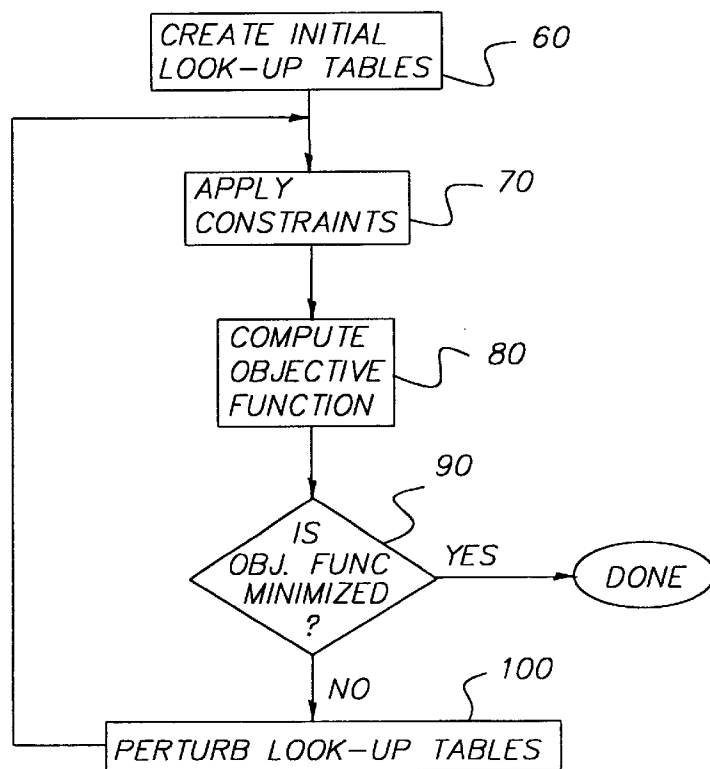 CREATE INITIAL
LOOK-UP TABLES
60
APPLY
CONSTRAINTS
70
COMPUTE
OBJECTIVE
FUNCTION
80
90
IS
OBJ. FUNC
MINIMIZED
?
YES
DONE
NO
100
PERTURB LOOK-UP TABLES